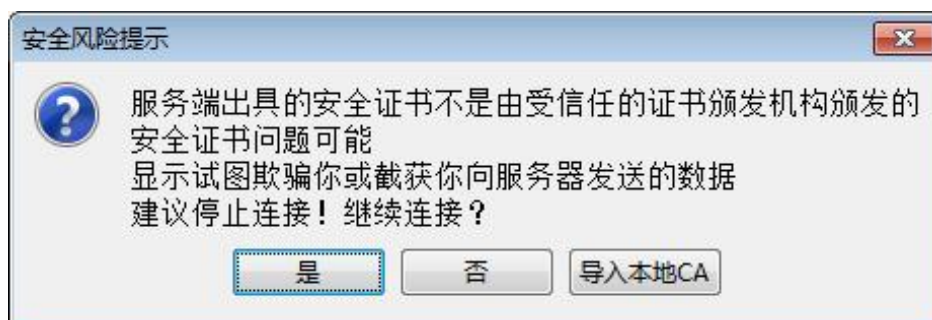 安全风险提示
服务端出具的安全证书不是由受信任的证书颁发机构颁发的
安全证书问题可能
显示试图欺骗你或截获你向服务器发送的数据
建议停止连接！继续连接？
是
否
导入本地CA